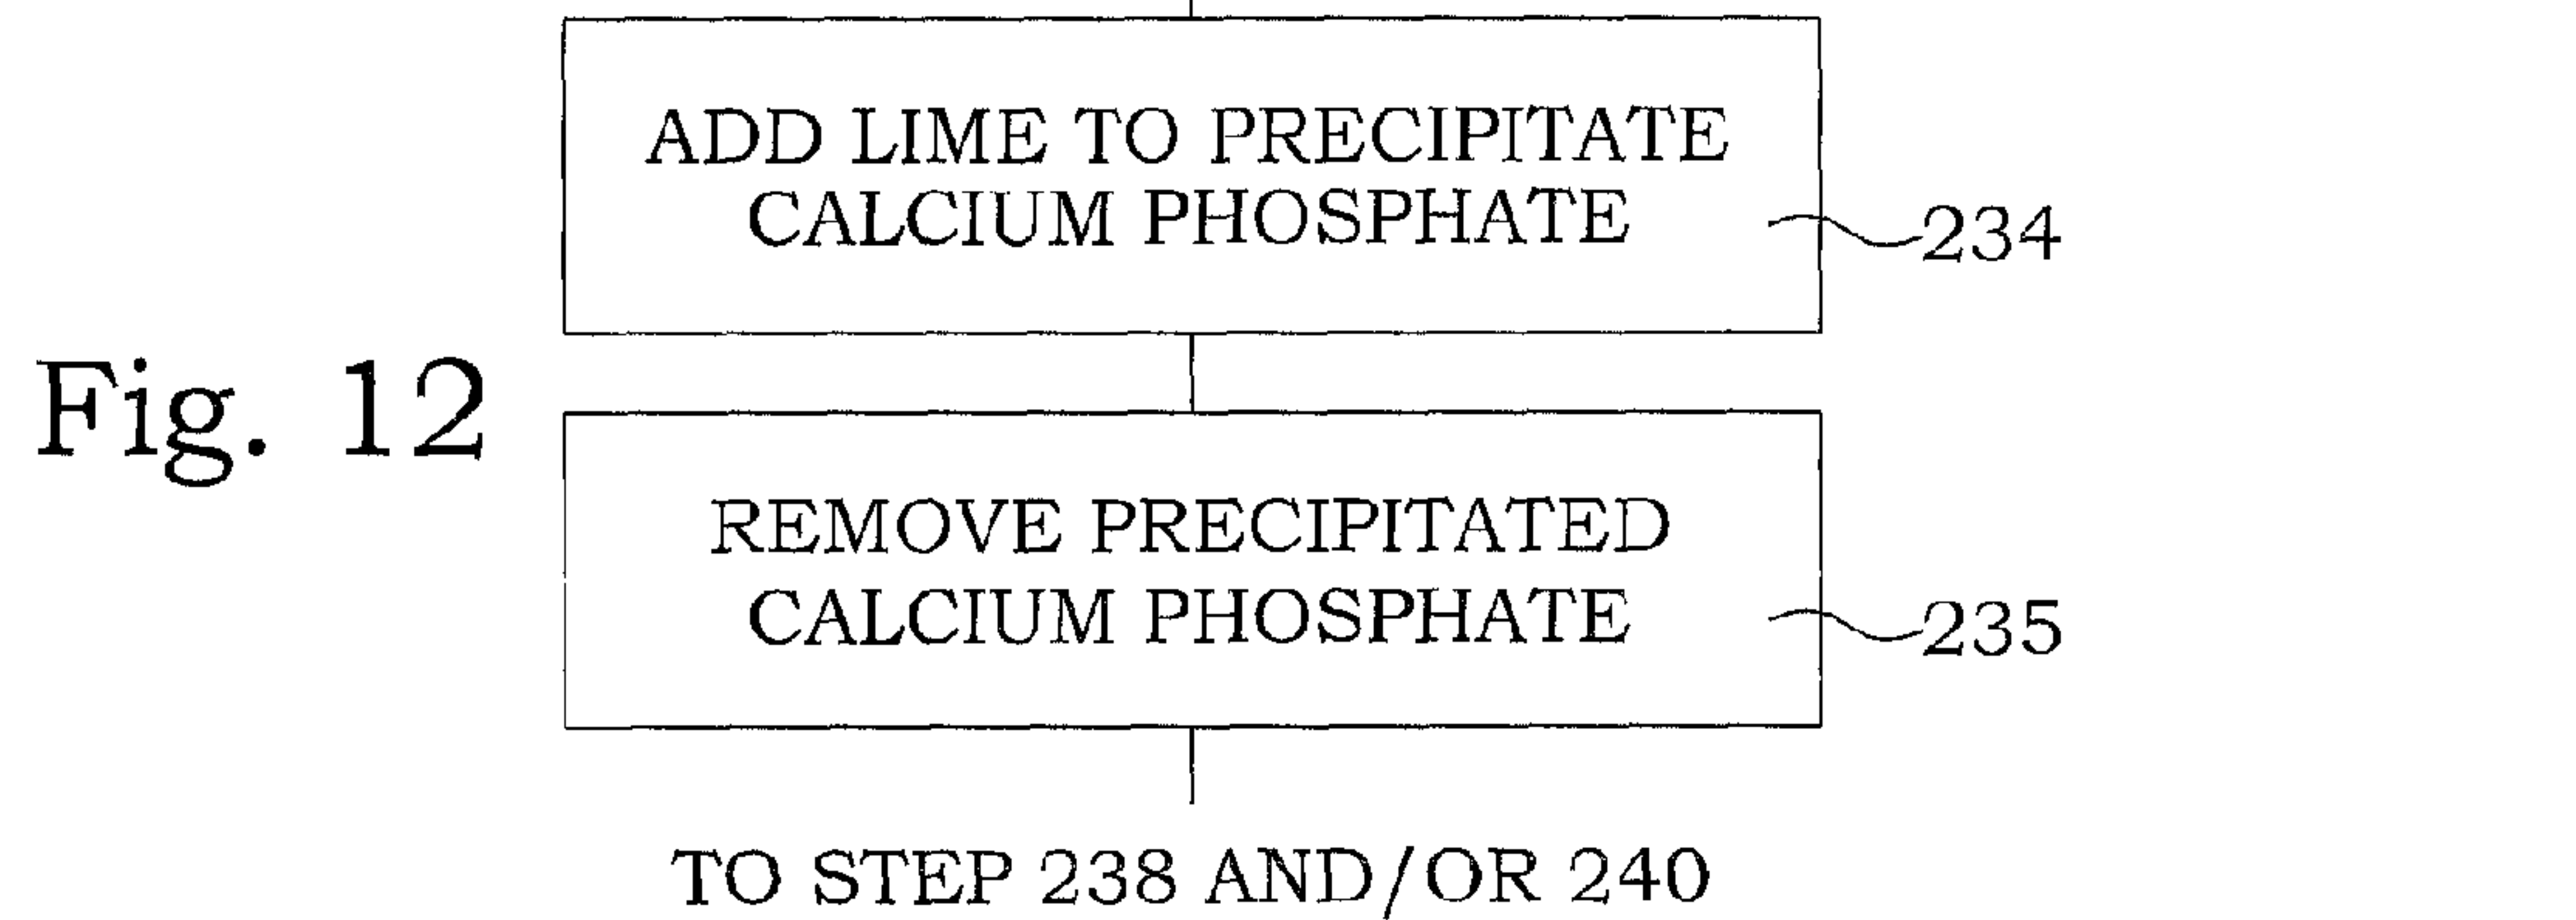 ADD LIME TO PRECIPITATE
CALCIUM PHOSPHATE
234
Fig. 12
REMOVE PRECIPITATED
CALCIUM PHOSPHATE
235
TO STEP 238 AND/OR 240